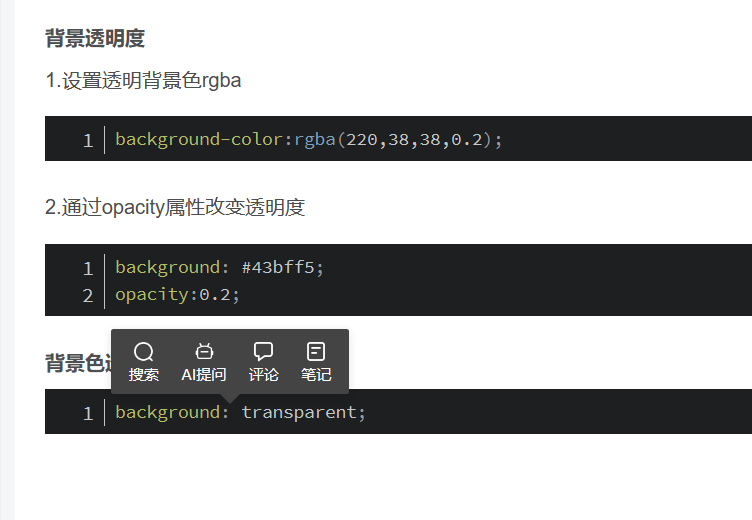 背景透明度
1.设置透明背景色rgba
1 background-color:rgba(220,38,38,0.2);
2.通过opacity属性改变透明度
1 background: #43bff5;
2 opacity:0.2;
背景色
搜索 AI提问 评论 笔记
1 background: transparent;